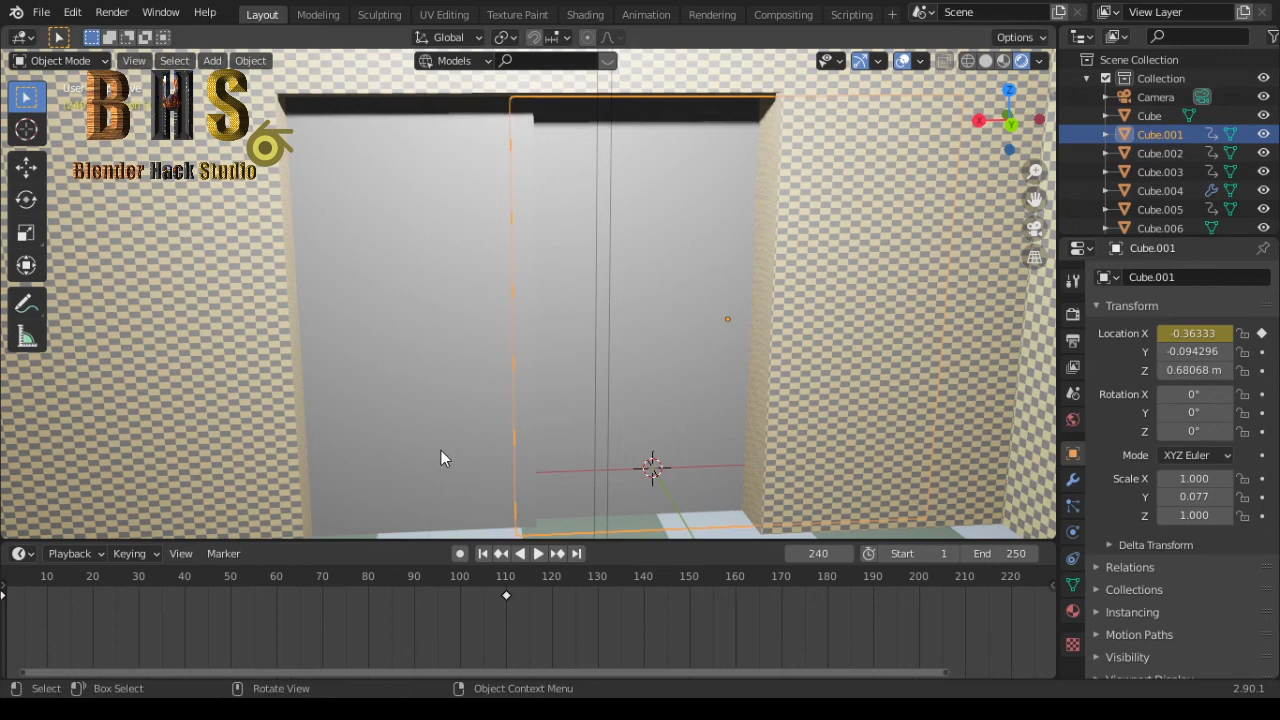 File Edit Render Window Help Layout Modeling Sculpting UV Editing Texture Paint Shading Animation Rendering Compositing Scripting + Scene View Layer
Global Options
Object Mode View Select Add Object Models
BHS
Blender Hack Studio
Z
X
Y
Scene Collection
Collection
Camera
Cube
Cube.001
Cube.002
Cube.003
Cube.004
Cube.005
Cube.006
Cube.001
Cube.001
Transform
Location X -0.36333
Y -0.094296
Z 0.68068 m
Rotation X 0°
Y 0°
Z 0°
Mode XYZ Euler
Scale X 1.000
Y 0.077
Z 1.000
Delta Transform
Relations
Collections
Instancing
Motion Paths
Visibility
Playback Keying View Marker 240 Start 1 End 250
10 20 30 40 50 60 70 80 90 100 110 120 130 140 150 160 170 180 190 200 210 220
Select Box Select Rotate View Object Context Menu 2.90.1